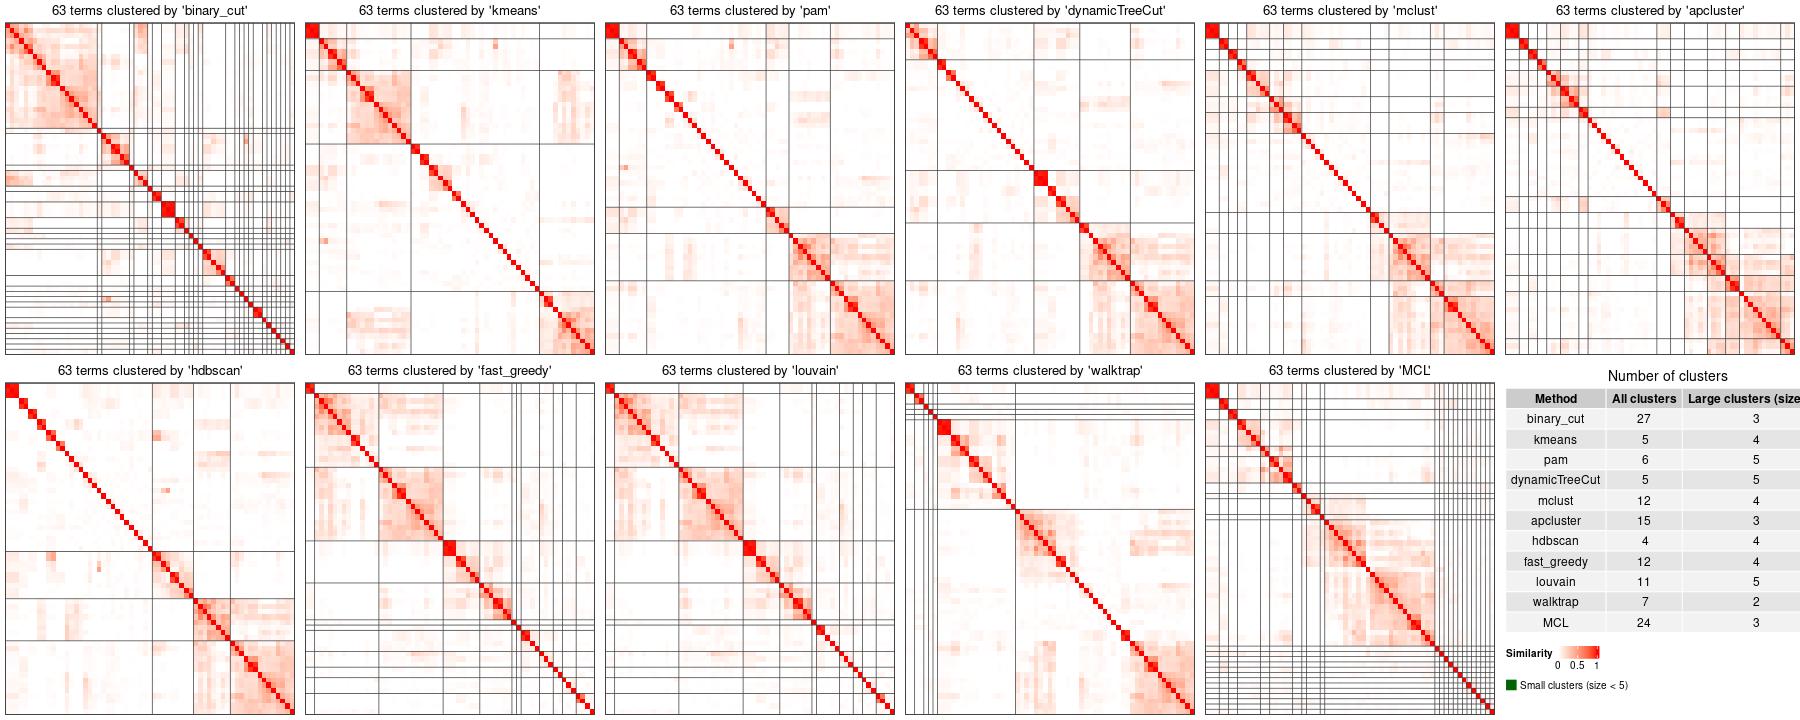 63 terms clustered by 'binary_cut'
63 terms clustered by 'kmeans'
63 terms clustered by 'pam'
63 terms clustered by 'dynamicTreeCut'
63 terms clustered by 'mclust'
63 terms clustered by 'apcluster'
63 terms clustered by 'hdbscan'
63 terms clustered by 'fast_greedy'
63 terms clustered by 'louvain'
63 terms clustered by 'walktrap'
63 terms clustered by 'MCL'
Number of clusters
Method All clusters Large clusters (size
binary_cut 27 3
kmeans 5 4
pam 6 5
dynamicTreeCut 5 5
mclust 12 4
apcluster 15 3
hdbscan 4 4
fast_greedy 12 4
louvain 11 5
walktrap 7 2
MCL 24 3
Similarity
0 0.5 1
Small clusters (size < 5)